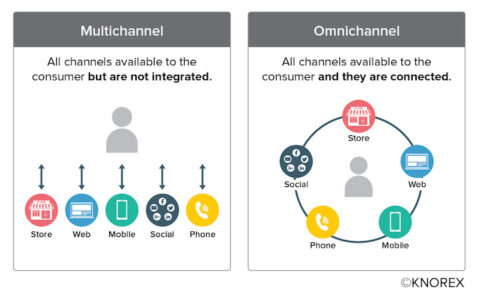 Multichannel
All channels available to the
consumer but are not integrated.
Store
Web
Mobile
Social
Phone
Omnichannel
All channels available to the
consumer and they are connected.
Store
Social
Web
Phone
Mobile
©KNOREX